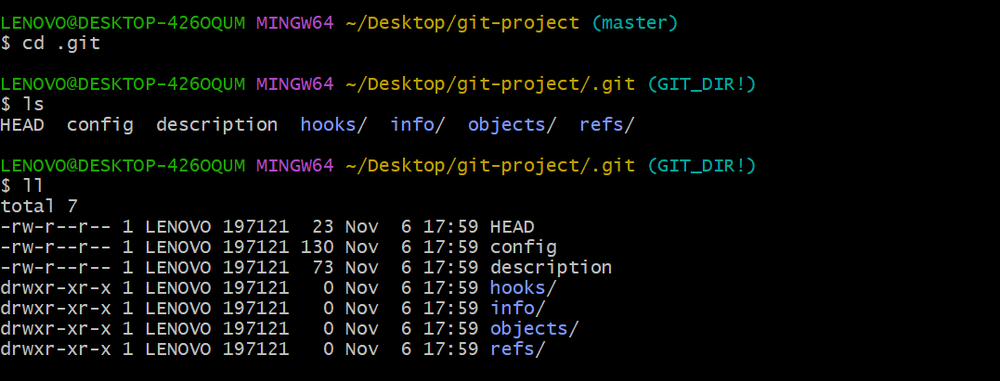 LENOVO@DESKTOP-426OQUM MINGW64 ~/Desktop/git-project (master)
$ cd .git
LENOVO@DESKTOP-426OQUM MINGW64 ~/Desktop/git-project/.git (GIT_DIR!)
$ ls
HEAD  config  description  hooks/  info/  objects/  refs/
LENOVO@DESKTOP-426OQUM MINGW64 ~/Desktop/git-project/.git (GIT_DIR!)
$ ll
total 7
-rw-r--r-- 1 LENOVO 197121  23 Nov  6 17:59 HEAD
-rw-r--r-- 1 LENOVO 197121 130 Nov  6 17:59 config
-rw-r--r-- 1 LENOVO 197121  73 Nov  6 17:59 description
drwxr-xr-x 1 LENOVO 197121   0 Nov  6 17:59 hooks/
drwxr-xr-x 1 LENOVO 197121   0 Nov  6 17:59 info/
drwxr-xr-x 1 LENOVO 197121   0 Nov  6 17:59 objects/
drwxr-xr-x 1 LENOVO 197121   0 Nov  6 17:59 refs/